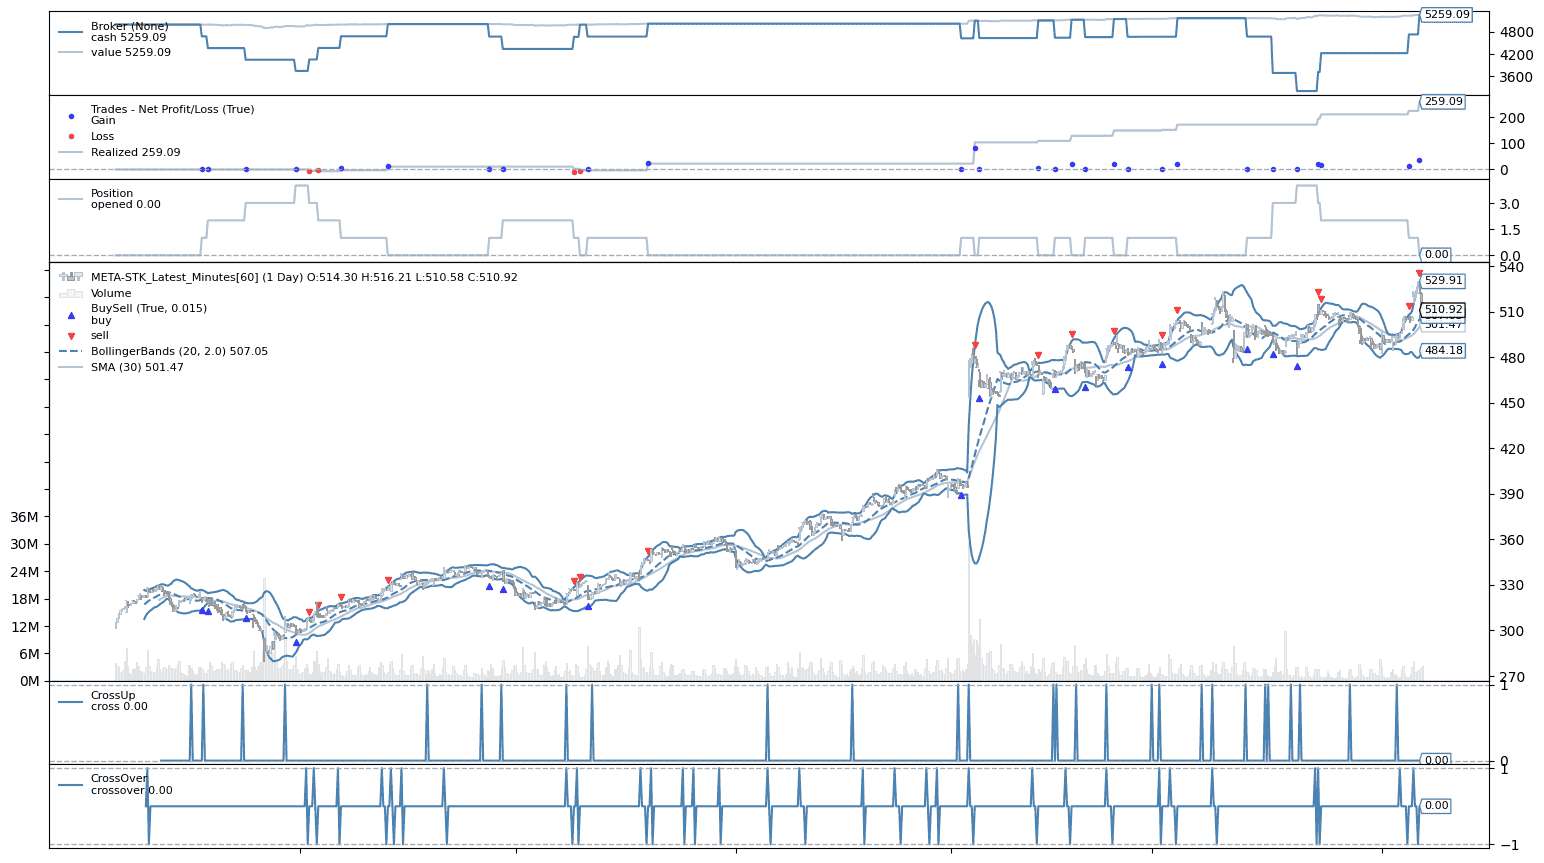 Broker (None)
cash 5259.09
value 5259.09
5259.09
4800
4200
3600
Trades - Net Profit/Loss (True)
Gain
Loss
Realized 259.09
259.09
200
100
0
Position
opened 0.00
3.0
1.5
0.00
0.0
META-STK_Latest_Minutes[60] (1 Day) O:514.30 H:516.21 L:510.58 C:510.92
Volume
BuySell (True, 0.015)
buy
sell
BollingerBands (20, 2.0) 507.05
SMA (30) 501.47
540
529.91
510.92
510
501.47
484.18
480
450
420
390
360
330
300
270
36M
30M
24M
18M
12M
6M
0M
CrossUp
cross 0.00
1
0.00
0
CrossOver
crossover 0.00
1
0.00
−1